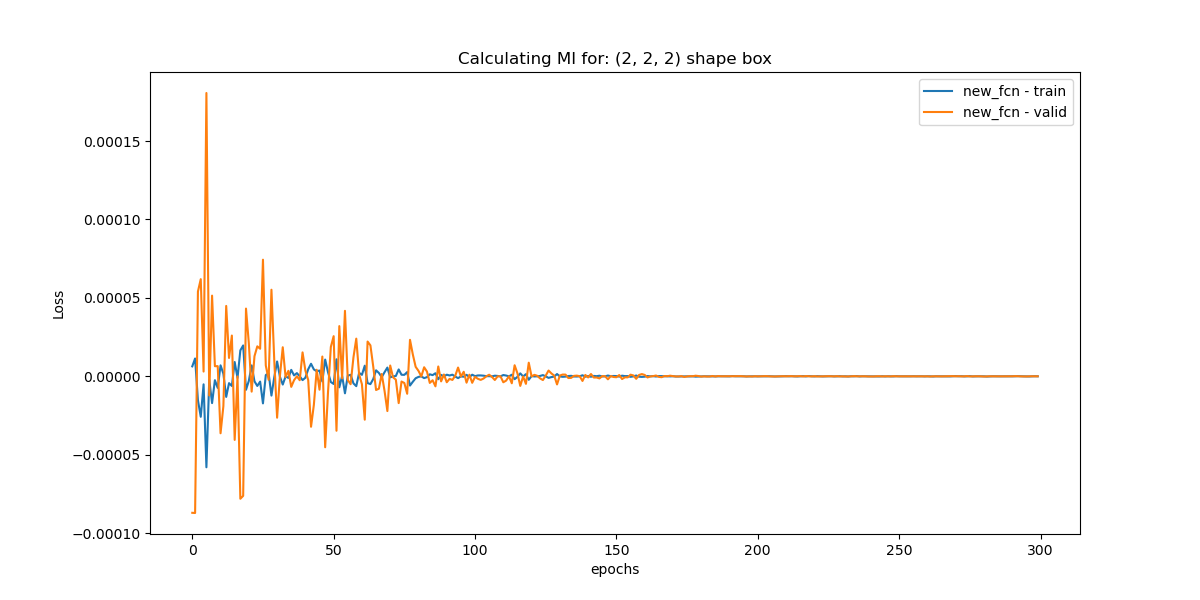 Calculating MI for: (2, 2, 2) shape box
new_fcn - train
new_fcn - valid
0.00015
0.00010
0.00005
0.00000
−0.00005
−0.00010
Loss
0 50 100 150 200 250 300
epochs